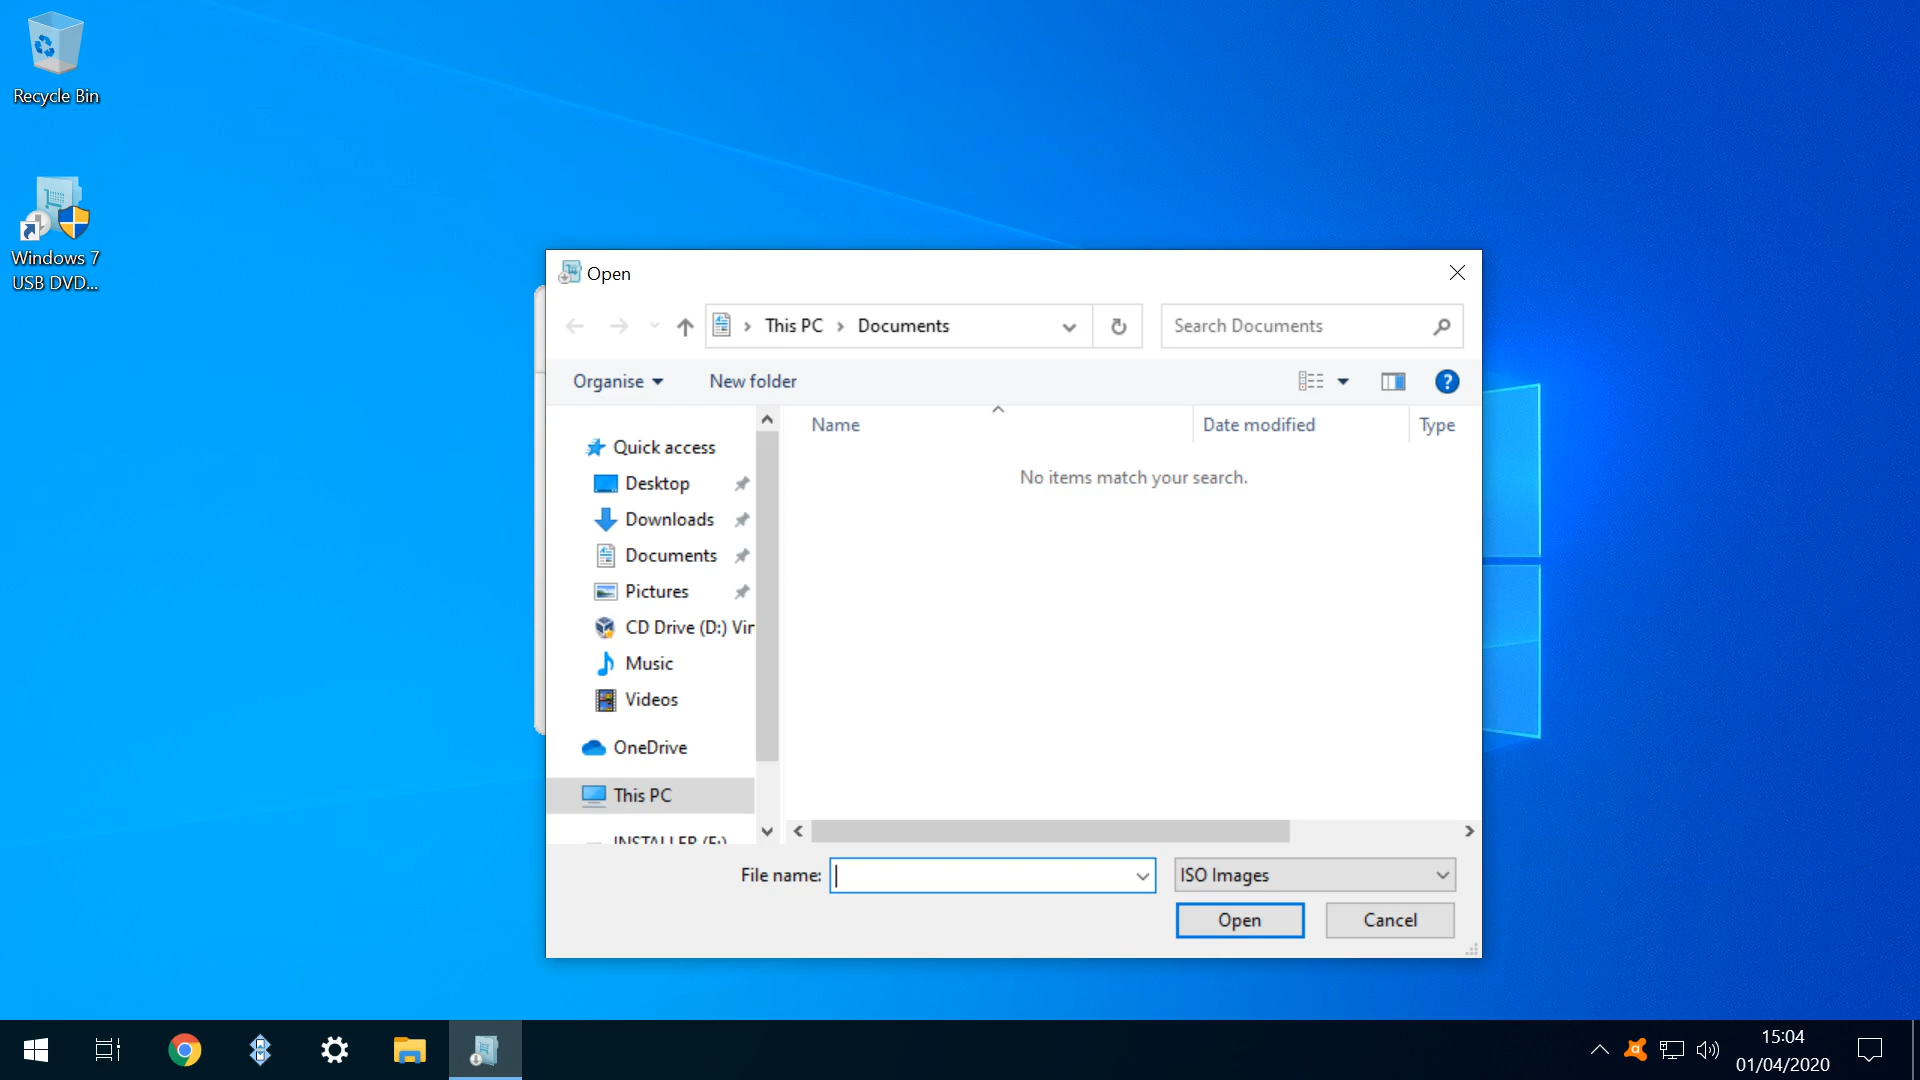 Recycle Bin
Windows 7
USB DVD...
Open
This PC
Documents
Search Documents
Organise
New folder
?
Name
Date modified
Type
No items match your search.
Quick access
Desktop
Downloads
Documents
Pictures
CD Drive (D:) Vir
Music
Videos
OneDrive
This PC
INSTALLER (E:)
File name:
ISO Images
Open
Cancel
15:04
01/04/2020